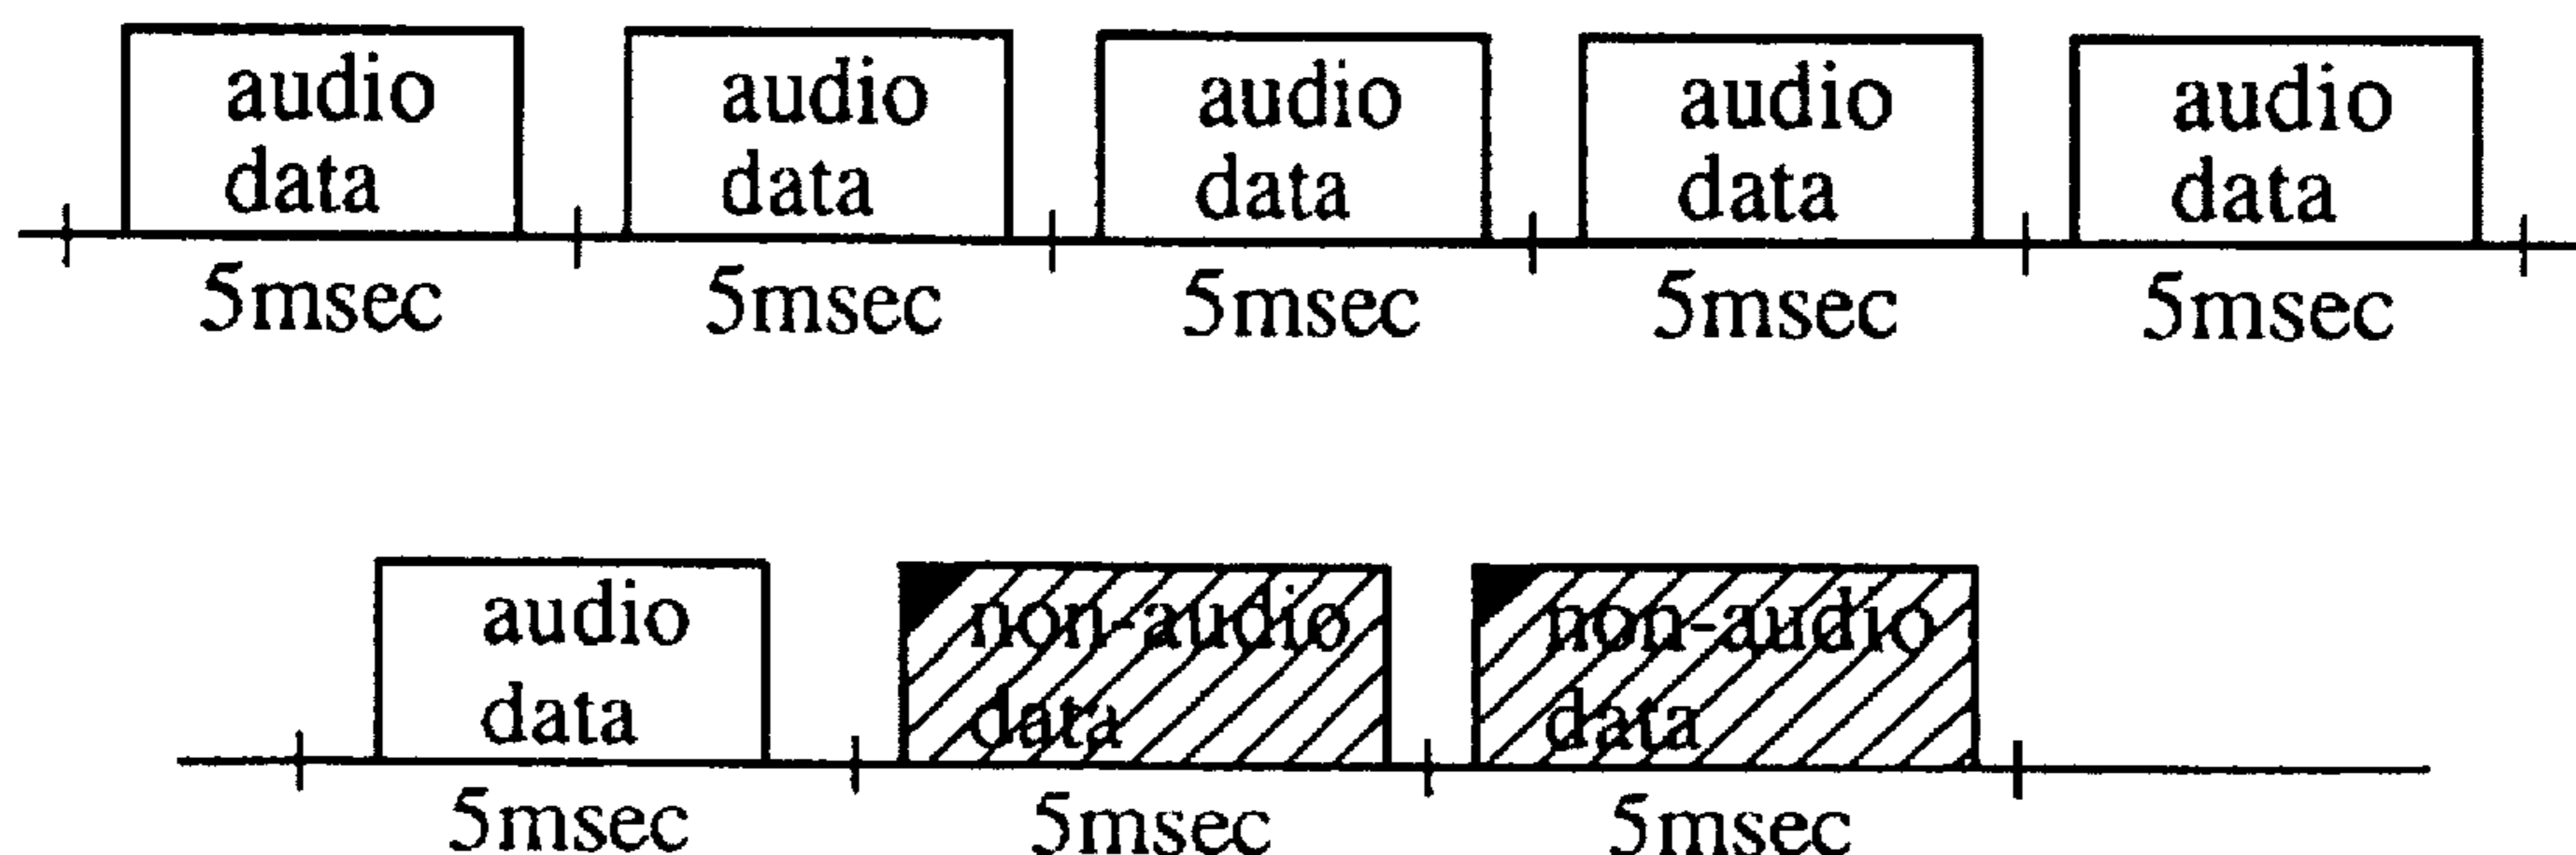 audio audio audio audio audio
data data data data data
5msec 5msec 5msec 5msec 5msec
audio non-audio non-audio
data data data
5msec 5msec 5msec